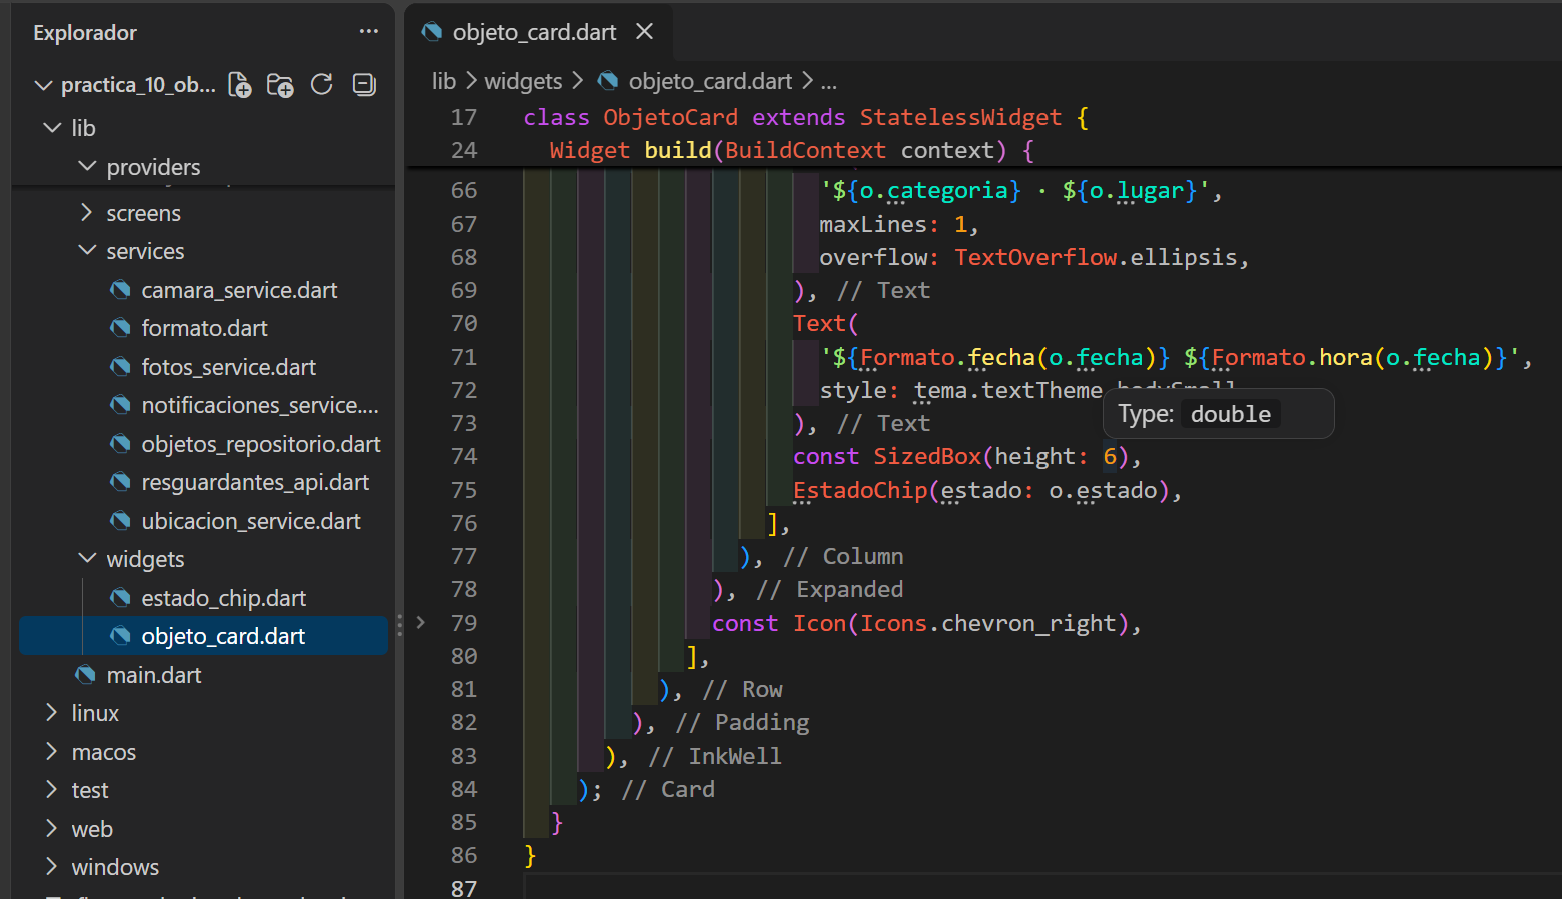 Explorador
...
practica_10_ob...
lib
providers
screens
services
camara_service.dart
formato.dart
fotos_service.dart
notificaciones_service....
objetos_repositorio.dart
resguardantes_api.dart
ubicacion_service.dart
widgets
estado_chip.dart
objeto_card.dart
main.dart
linux
macos
test
web
windows
objeto_card.dart
lib > widgets > objeto_card.dart > ...
17 class ObjetoCard extends StatelessWidget {
24 Widget build(BuildContext context) {
66 '${o.categoria} · ${o.lugar}',
67 maxLines: 1,
68 overflow: TextOverflow.ellipsis,
69 ), // Text
70 Text(
71 '${Formato.fecha(o.fecha)} ${Formato.hora(o.fecha)}',
72 style: tema.textTheme.bodySmall
Type: double
73 ), // Text
74 const SizedBox(height: 6),
75 EstadoChip(estado: o.estado),
76 ],
77 ), // Column
78 ), // Expanded
79 const Icon(Icons.chevron_right),
80 ],
81 ), // Row
82 ), // Padding
83 ), // InkWell
84 ); // Card
85 }
86 }
87